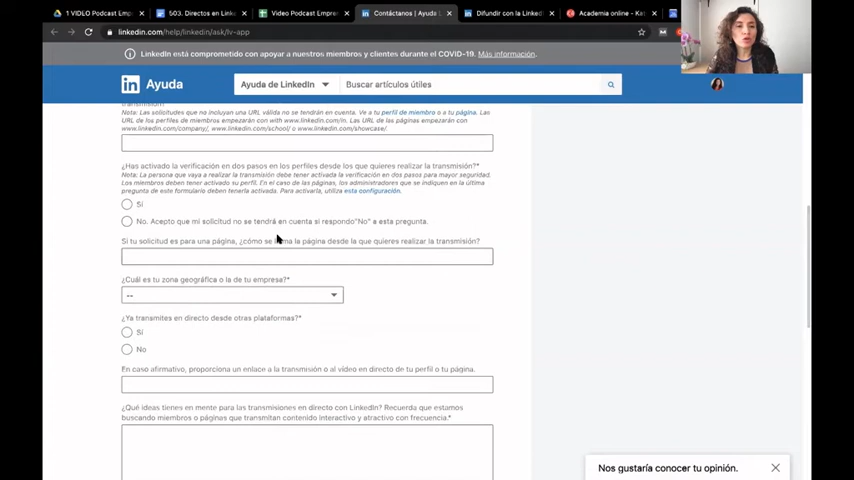 1 VIDLO Podcast Empr
503. Directos en Linke
Video Podcast Empren
Contáctanos | Ayuda L
Difundir con la LinkedIn
Academia online - Ke
linkedin.com/help/linkedin/ask/lv-app
LinkedIn está comprometido con apoyar a nuestros miembros y clientes durante el COVID-19. Más información.
in Ayuda
Ayuda de LinkedIn
Buscar artículos útiles
transmisión?
Nota: Las solicitudes que no incluyan una URL válida no se tendrán en cuenta. Ve a tu perfil de miembro o a tu página. Las
URL de los perfiles de miembros empezarán con with www.linkedin.com/in. Las URL de las páginas empezarán con
www.linkedin.com/company/, www.linkedin.com/school/ o www.linkedin.com/showcase/.
¿Has activado la verificación en dos pasos en los perfiles desde los que quieres realizar la transmisión?*
Nota: La persona que vaya a realizar la transmisión debe tener activada la verificación en dos pasos para mayor seguridad.
Los miembros deben tener activado su perfil. En el caso de las páginas, los administradores que se indiquen en la última
pregunta de este formulario deben tenerla activada. Para activarla, utiliza esta configuración.
Sí
No. Acepto que mi solicitud no se tendrá en cuenta si respondo "No" a esta pregunta.
Si tu solicitud es para una página, ¿cómo se llama la página desde la que quieres realizar la transmisión?
¿Cuál es tu zona geográfica o la de tu empresa?*
--
¿Ya transmites en directo desde otras plataformas?*
Sí
No
En caso afirmativo, proporciona un enlace a la transmisión o al vídeo en directo de tu perfil o tu página.
¿Qué ideas tienes en mente para las transmisiones en directo con LinkedIn? Recuerda que estamos
buscando miembros o páginas que transmitan contenido interactivo y atractivo con frecuencia.*
Nos gustaría conocer tu opinión.